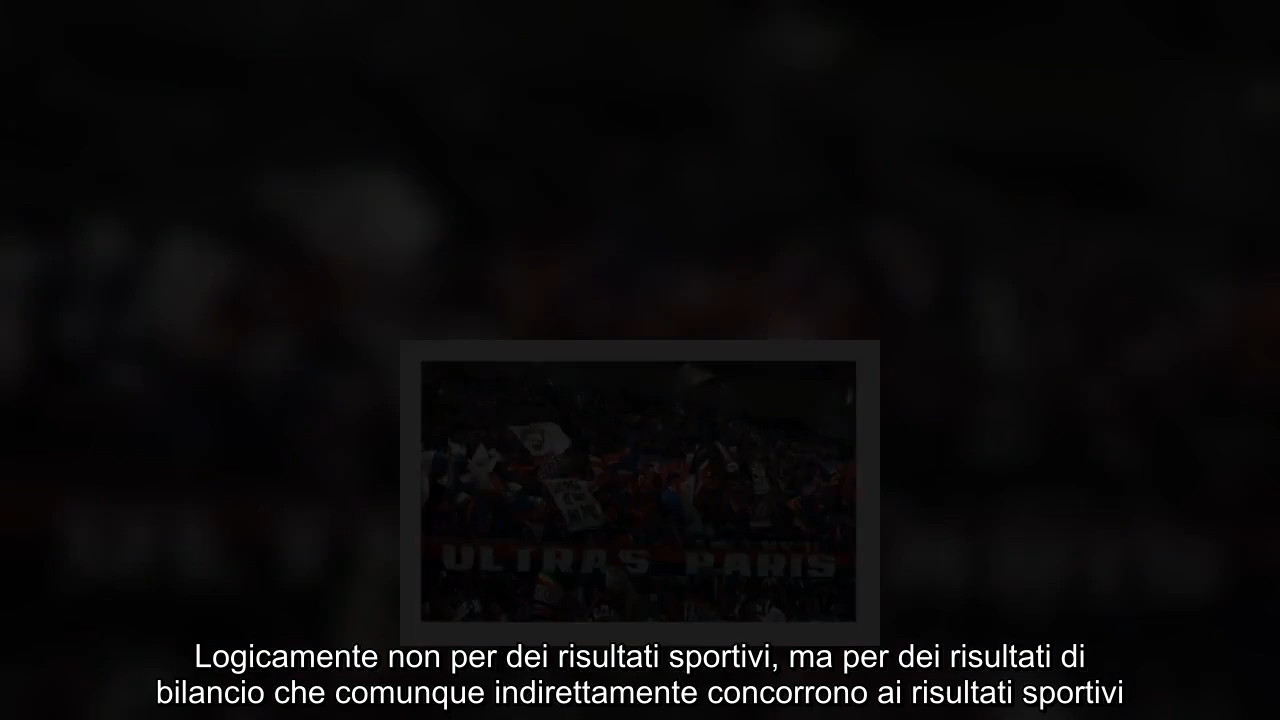 ULTRAS PARIS
Logicamente non per dei risultati sportivi, ma per dei risultati di
bilancio che comunque indirettamente concorrono ai risultati sportivi